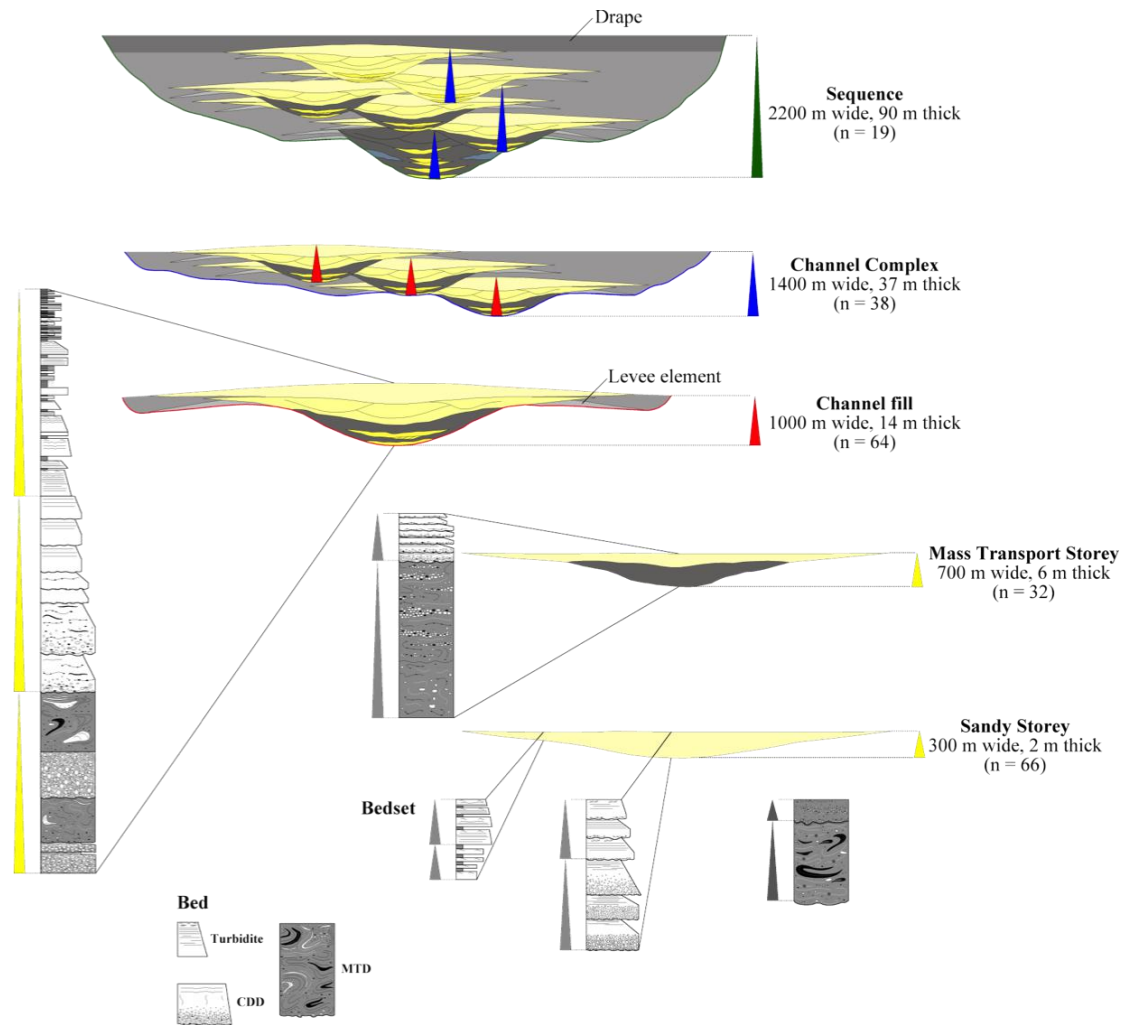 Drape
Sequence
2200 m wide, 90 m thick
(n = 19)
Channel Complex
1400 m wide, 37 m thick
(n = 38)
Levee element
Channel fill
1000 m wide, 14 m thick
(n = 64)
Mass Transport Storey
700 m wide, 6 m thick
(n = 32)
Sandy Storey
300 m wide, 2 m thick
(n = 66)
Bedset
Bed
Turbidite
MTD
CDD